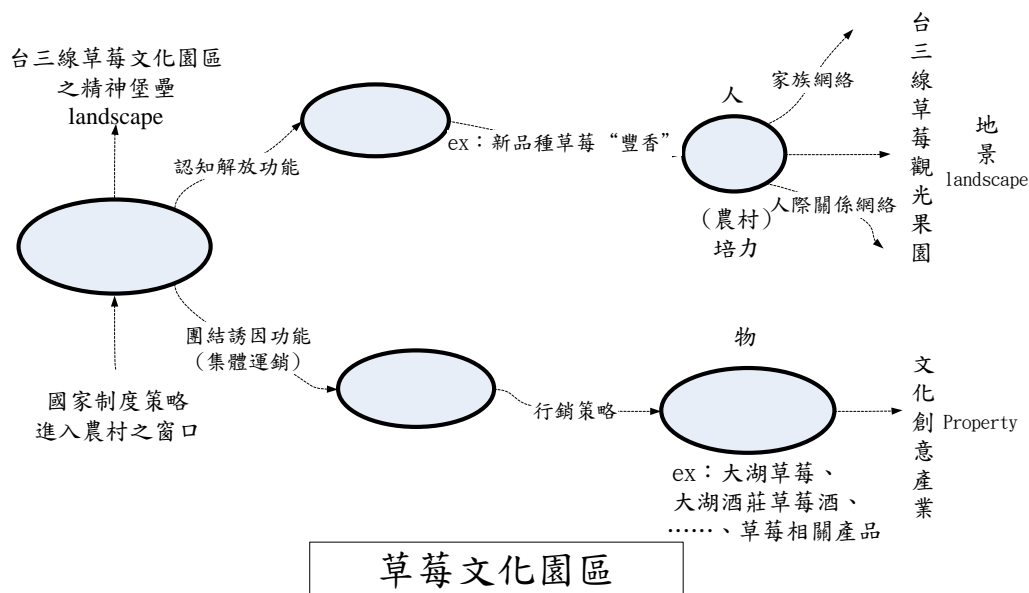 台三線草莓文化園區
之精神堡壘
landscape
認知解放功能
ex：新品種草莓“豐香”
人
(農村)
培力
家族網絡
人際關係網絡
台三線草莓觀光果園
地景
landscape
團結誘因功能
(集體運銷)
國家制度策略
進入農村之窗口
行銷策略
物
ex：大湖草莓、
大湖酒莊草莓酒、
……、草莓相關產品
文化創意產業
Property
草莓文化園區